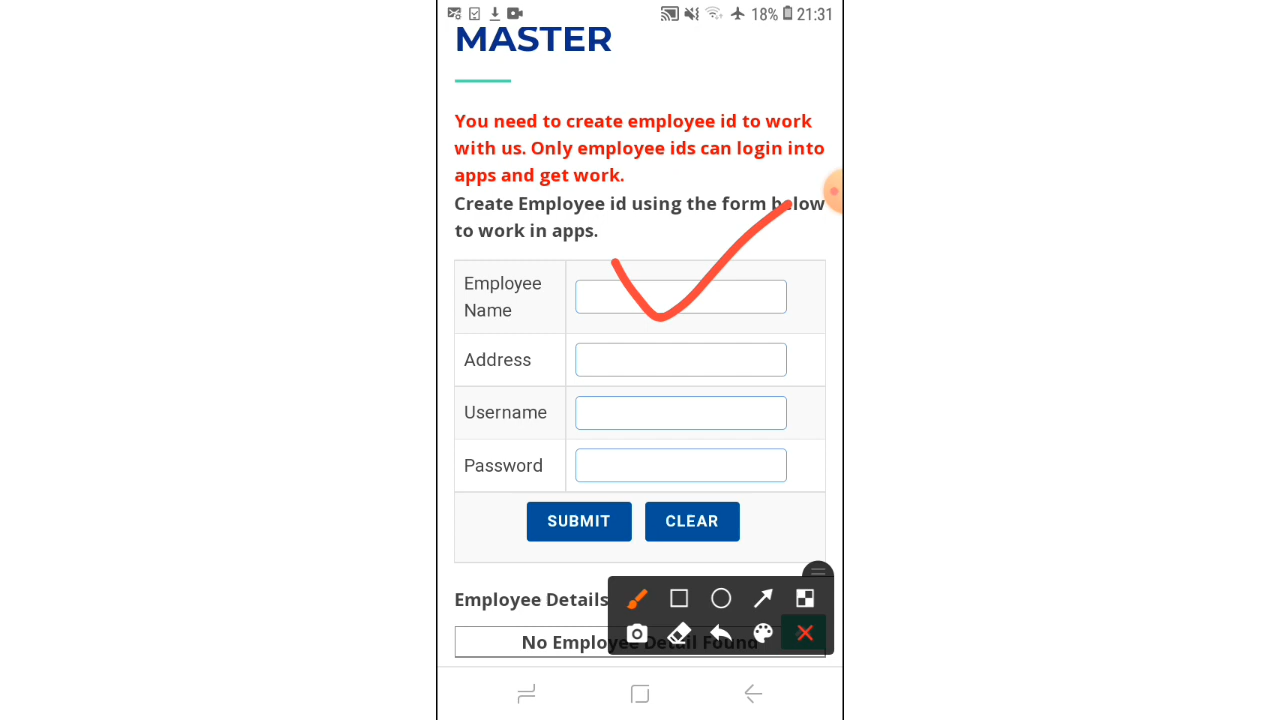 18% 21:31
MASTER
You need to create employee id to work
with us. Only employee ids can login into
apps and get work.
Create Employee id using the form below
to work in apps.
Employee
Name
Address
Username
Password
SUBMIT CLEAR
Employee Details
No Employee Detail Found